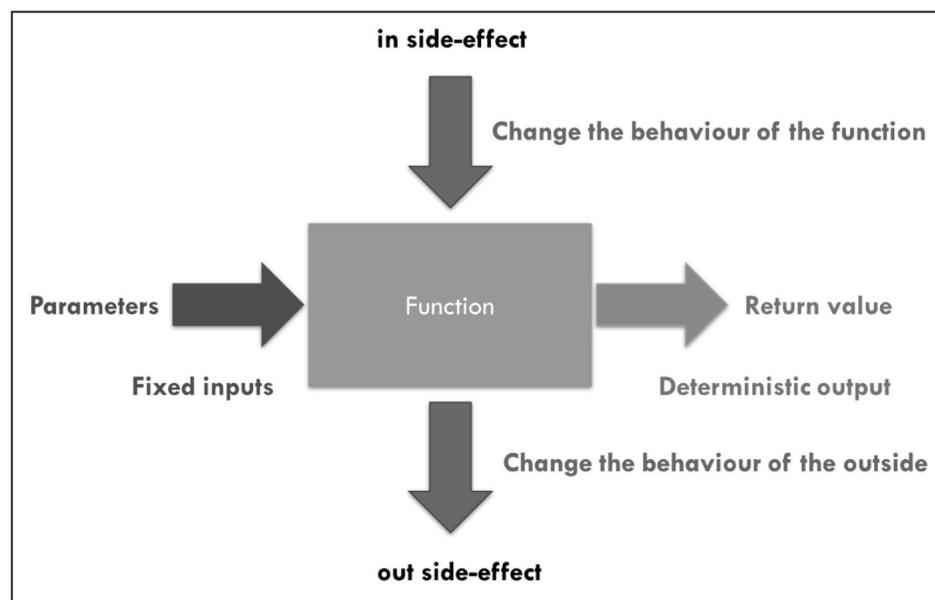 in side-effect
Change the behaviour of the function
Parameters
Function
Return value
Fixed inputs
Deterministic output
Change the behaviour of the outside
out side-effect